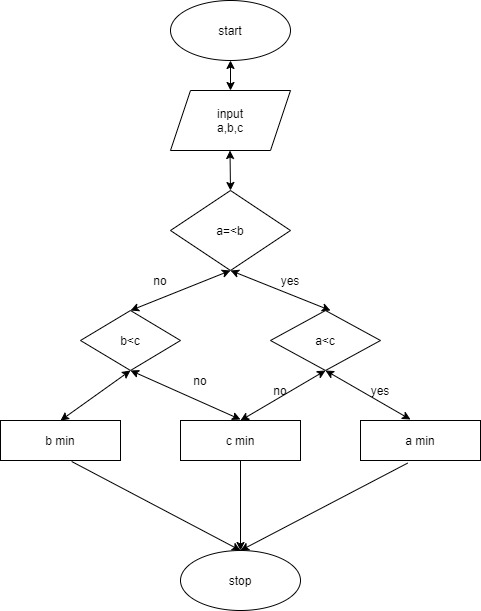 start
input
a,b,c
a=<b
no
yes
b<c
a<c
no
no
yes
b min
c min
a min
stop